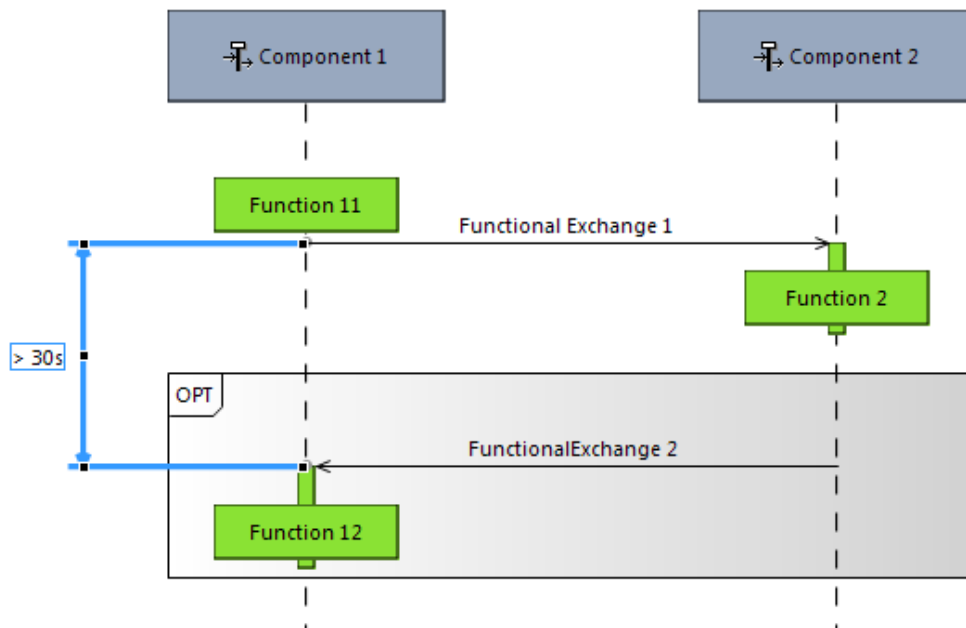 Component 1
Component 2
Function 11
Functional Exchange 1
Function 2
> 30s
OPT
FunctionalExchange 2
Function 12